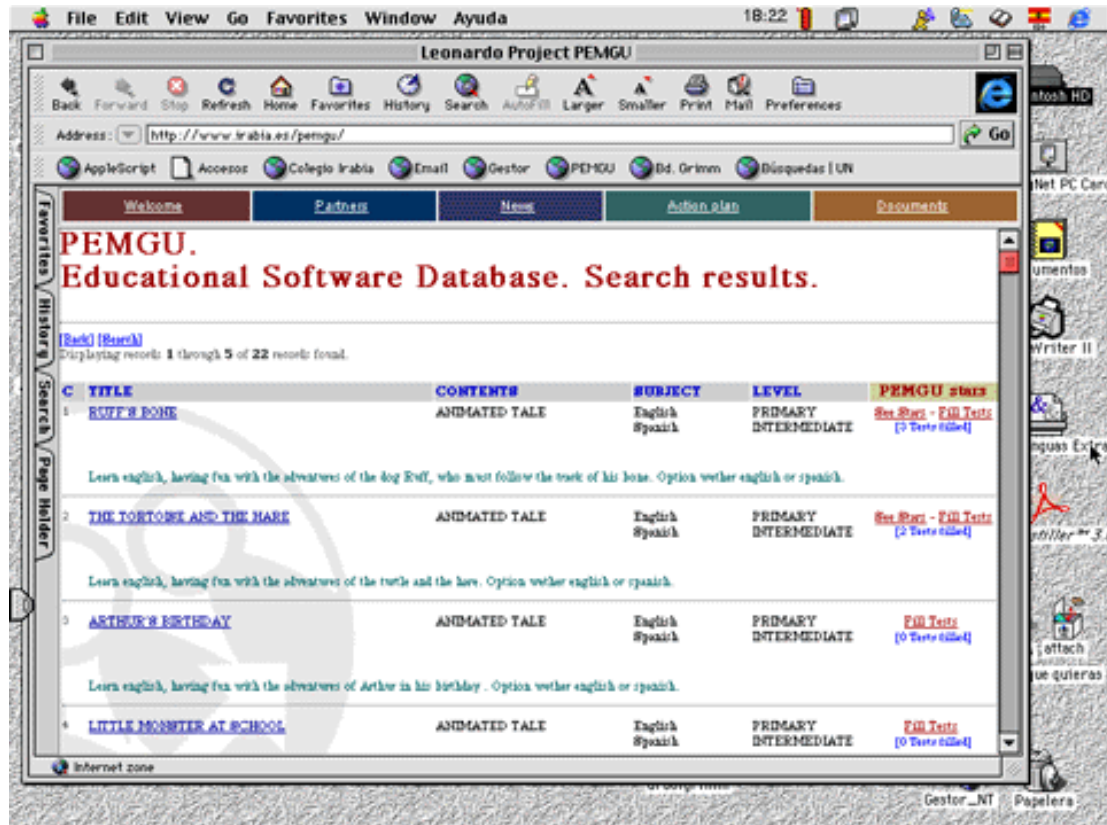 File Edit View Go Favorites Window Ayuda 18:22
Leonardo Project PEMGU
Back Forward Stop Refresh Home Favorites History Search AutoFill Larger Smaller Print Mail Preferences
Address: http://www.irabia.es/pemgu/ Go
AppleScript Accesos Colegio Irabia Email Gestor PEMGU Bd. Grimm Búsquedas | UN
Favorites History Search Page Holder
Welcome Partners News Action plan Documents
PEMGU.
Educational Software Database. Search results.
[Back] [Search]
Displaying records 1 through 5 of 22 records found.
C TITLE CONTENTS SUBJECT LEVEL PEMGU stars
1 RUFF'S BONE ANIMATED TALE English PRIMARY See Stars - Fill Tests
Spanish INTERMEDIATE [3 Tests filled]
Learn english, having fun with the adventures of the dog Ruff, who must follow the track of his bone. Option wether english or spanish.
2 THE TORTOISE AND THE HARE ANIMATED TALE English PRIMARY See Stars - Fill Tests
Spanish INTERMEDIATE [2 Tests filled]
Learn english, having fun with the adventures of the turtle and the hare. Option wether english or spanish.
3 ARTHUR'S BIRTHDAY ANIMATED TALE English PRIMARY Fill Tests
Spanish INTERMEDIATE [0 Tests filled]
Learn english, having fun with the adventures of Arthur in his birthday . Option wether english or spanish.
4 LITTLE MONSTER AT SCHOOL ANIMATED TALE English PRIMARY Fill Tests
Spanish INTERMEDIATE [0 Tests filled]
Internet zone
ntosh HD
Net PC Card
umentos
Writer II
nguas Extra
stiller™ 3.
attach
que quieras
Gestor_NT Papelera